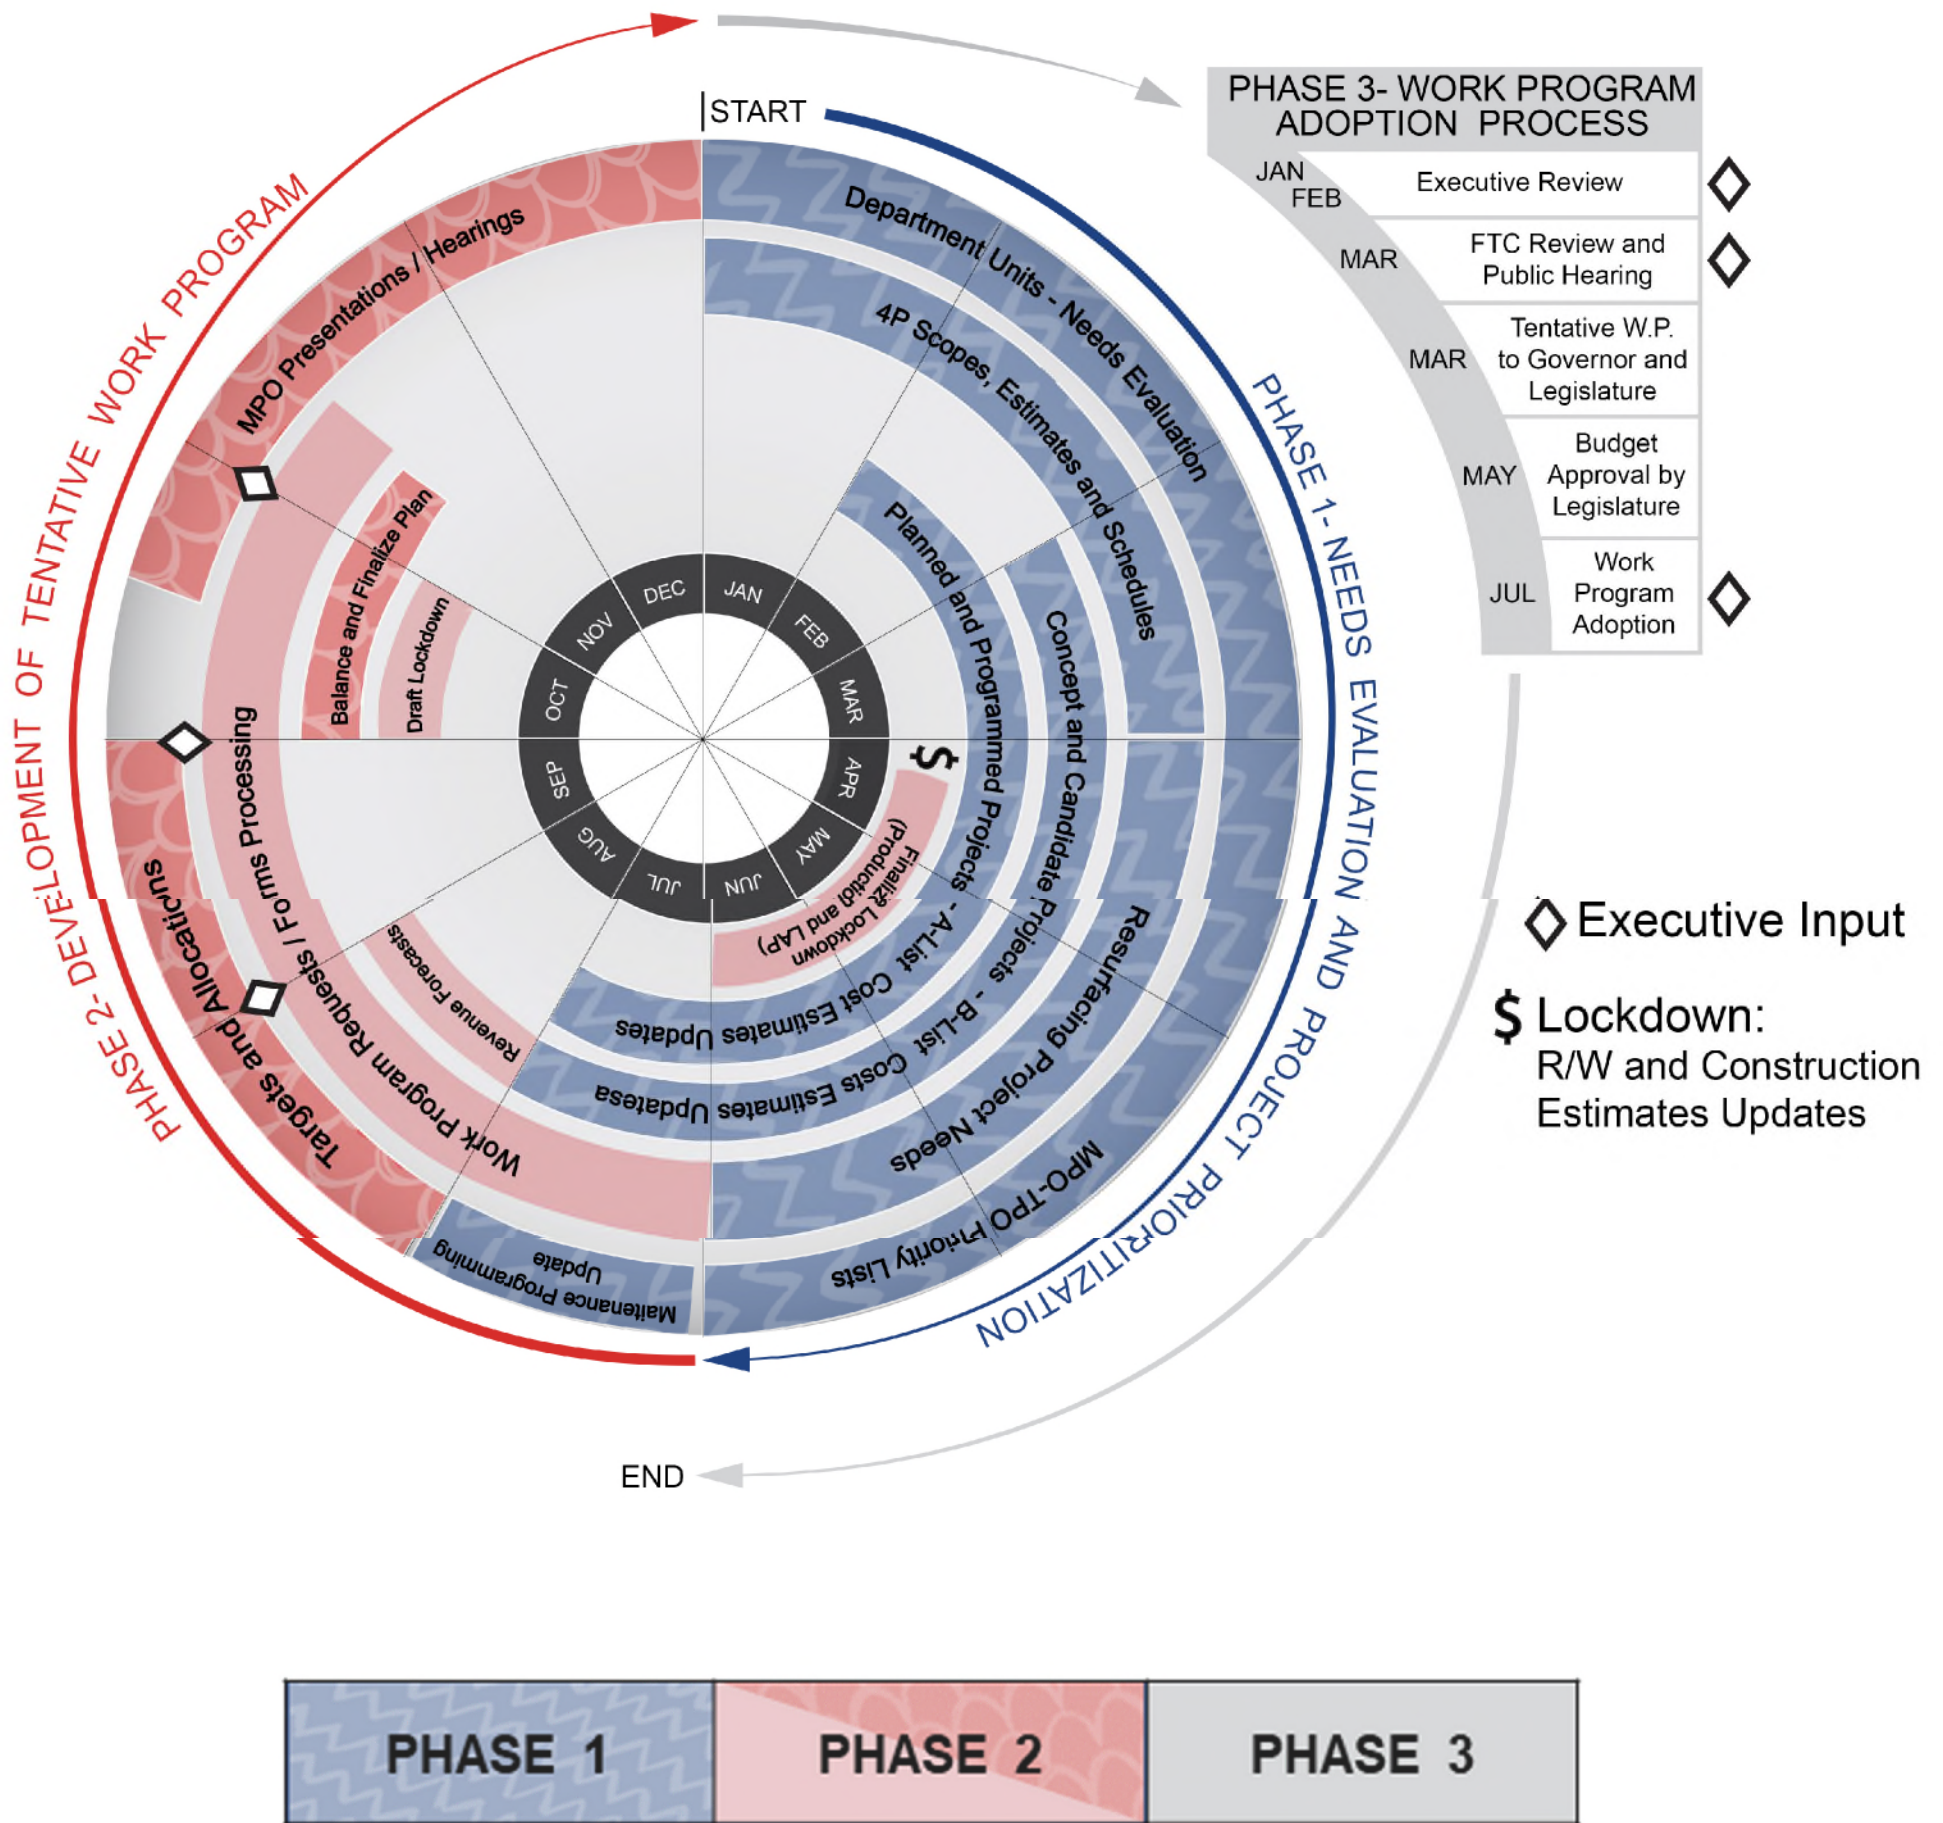 START
PHASE 3- WORK PROGRAM
ADOPTION PROCESS
JAN
FEB
Executive Review
MAR
FTC Review and
Public Hearing
MAR
Tentative W.P.
to Governor and
Legislature
MAY
Budget
Approval by
Legislature
JUL
Work
Program
Adoption
PHASE 1- NEEDS EVALUATION AND PROJECT PRIORITIZATION
PHASE 2- DEVELOPMENT OF TENTATIVE WORK PROGRAM
Department Units - Needs Evaluation
4P Scopes, Estimates and Schedules
Planned and Programmed Projects - A-List Cost Estimates Updates
Concept and Candidate Projects - B-List Costs Estimates Updatesa
Resurfacing Project Needs
MPO-TPO Priority Lists
$
Finalize Lockdown
(Production and LAP)
Maitenance Programming
Update
Targets and Allocations
Work Program Requests / Forms Processing
Revenue Forecasts
MPO Presentations / Hearings
Balance and Finalize Plan
Draft Lockdown
JAN
FEB
MAR
APR
MAY
JUN
JUL
AUG
SEP
OCT
NOV
DEC
Executive Input
$ Lockdown:
R/W and Construction
Estimates Updates
END
PHASE 1
PHASE 2
PHASE 3